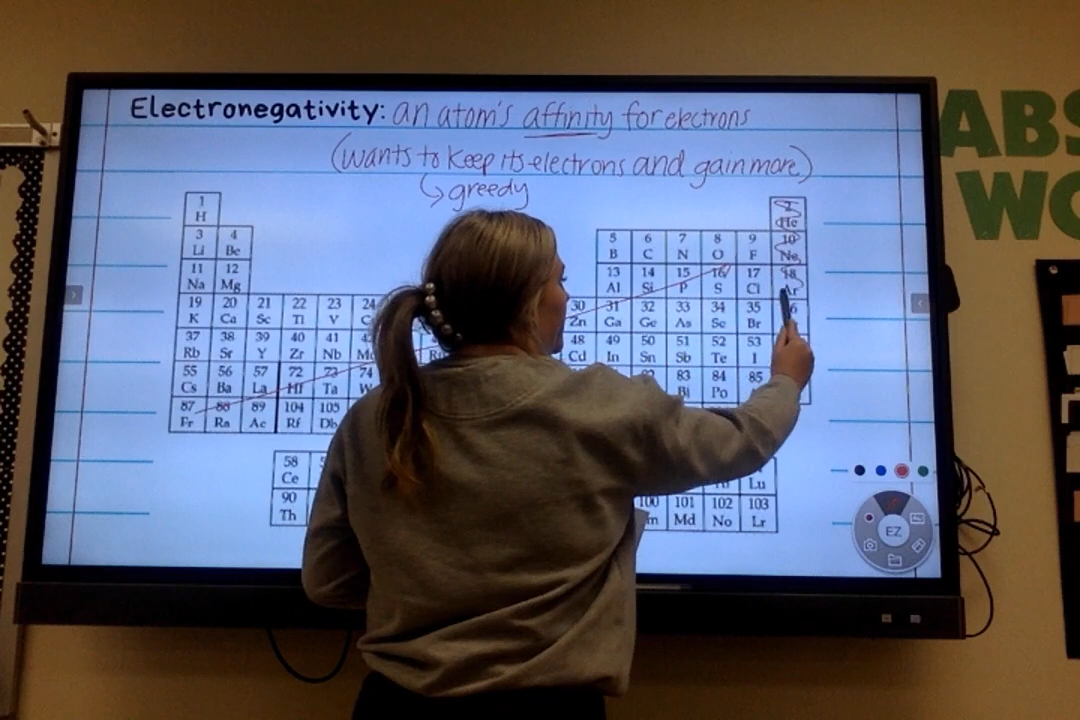 Electronegativity: an atom's affinity for electrons
(wants to keep its electrons and gain more)
↳ greedy
ABS
WO
1
H He
3 4 5 6 7 8 9 10
Li Be B C N O F Ne
11 12 13 14 15 16 17 18
Na Mg Al Si P S Cl Ar
19 20 21 22 23 24 30 31 32 33 34 35
K Ca Sc Ti V Zn Ga Ge As Se Br
37 38 39 40 41 48 49 50 51 52 53
Rb Sr Y Zr Nb Mo Ru Cd In Sn Sb Te I
55 56 57 72 73 74 83 84 85
Cs Ba La Hf Ta W Bi Po
87 88 89 104 105
Fr Ra Ac Rf Db
58
Ce Lu
90 100 101 102 103
Th Md No Lr
EZ